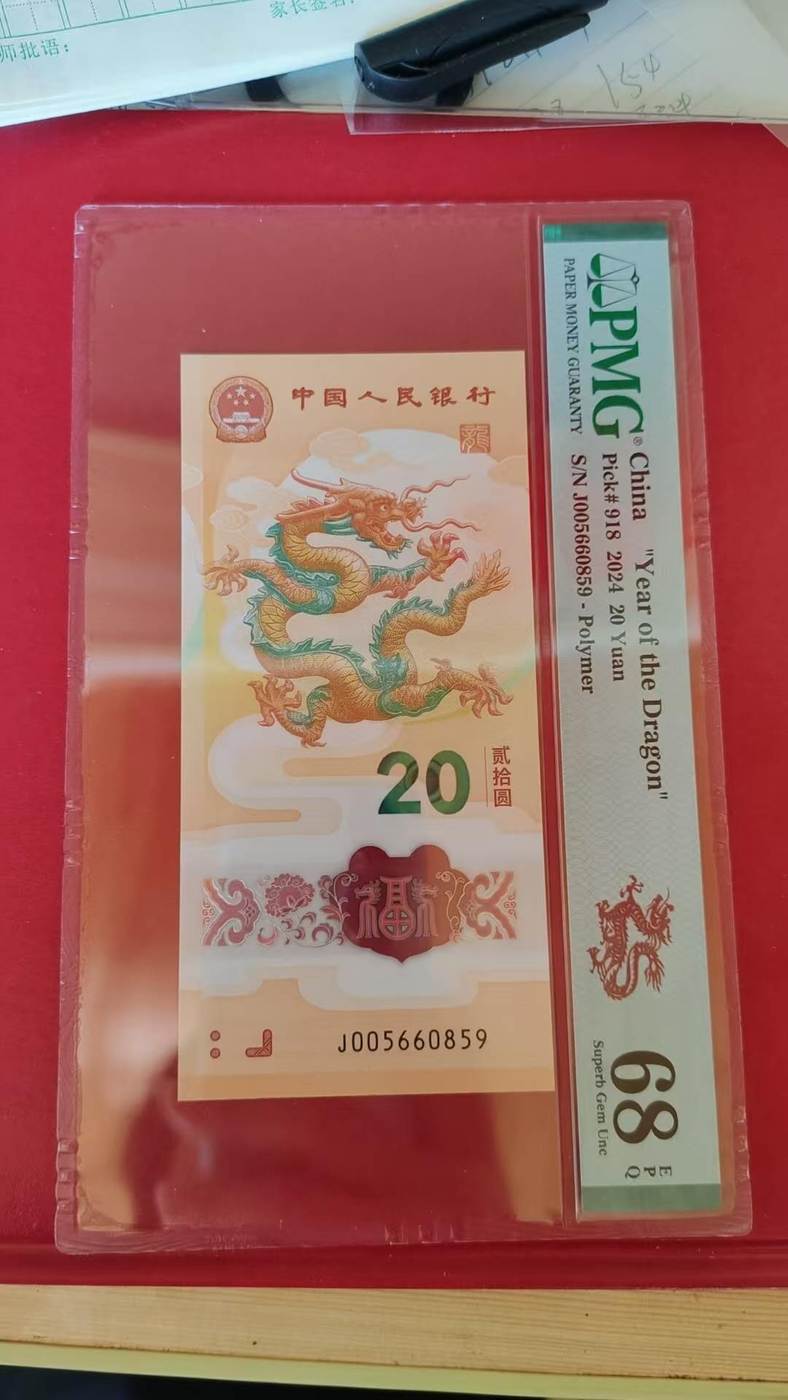 家长签名:
师批语:
154
中国人民银行
龍
20
贰拾圆
福
J005660859
PMG®
PAPER MONEY GUARANTY
China "Year of the Dragon"
Pick# 918 2024 20 Yuan
S/N J005660859 - Polymer
68
EPQ
Superb Gem Unc